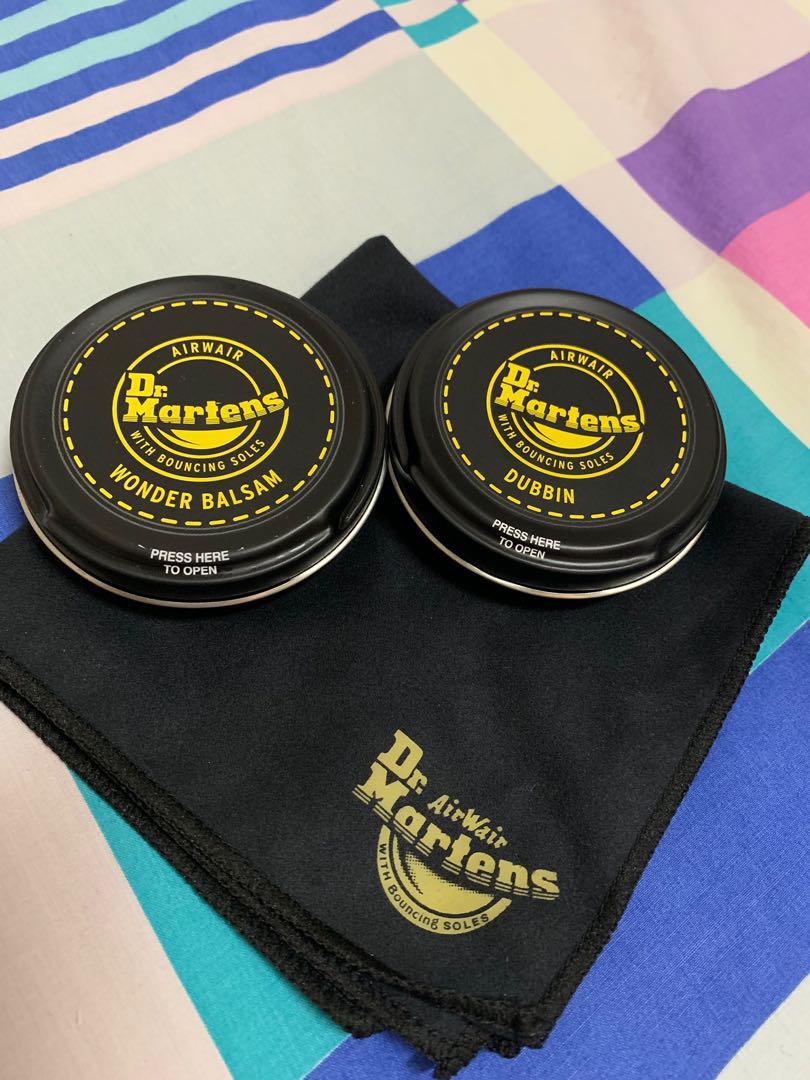 AIRWAIR
Dr.
Martens
WITH BOUNCING SOLES
WONDER BALSAM
PRESS HERE
TO OPEN
AIRWAIR
Dr.
Martens
WITH BOUNCING SOLES
DUBBIN
PRESS HERE
TO OPEN
Dr.
AirWair
Martens
WITH Bouncing SOLES